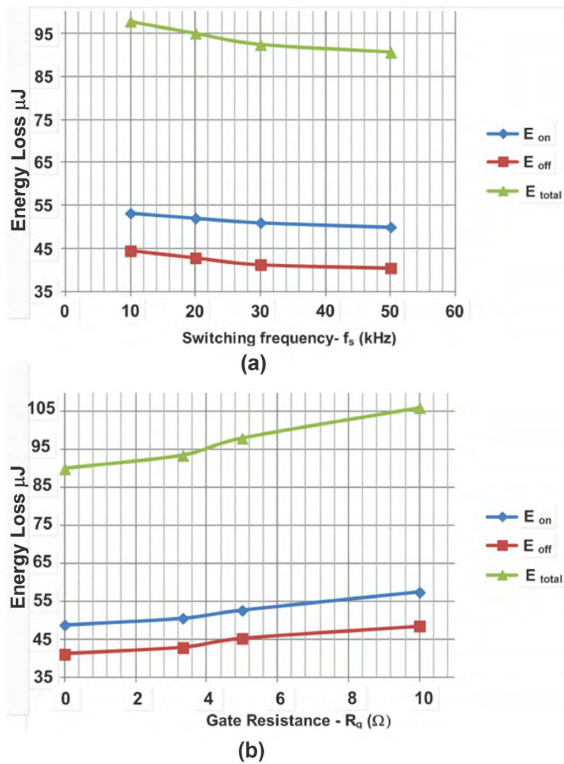 95
85
75
65
55
45
35
Energy Loss µJ
0 10 20 30 40 50 60
Switching frequency- fs (kHz)
E on
E off
E total
(a)
105
95
85
75
65
55
45
35
Energy Loss µJ
0 2 4 6 8 10
Gate Resistance - Rg (Ω)
E on
E off
E total
(b)